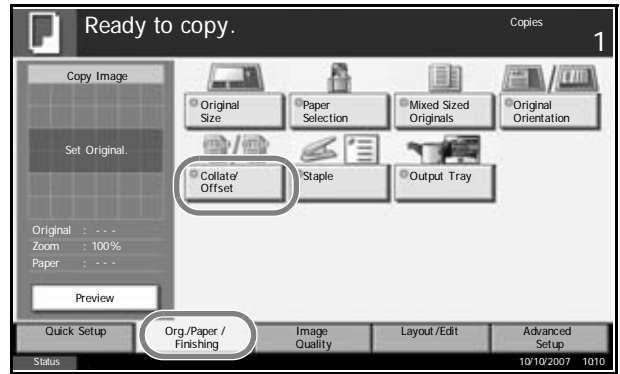 Ready to copy.
Copies
1
Copy Image
Set Original.
Original : - - -
Zoom : 100%
Paper : - - -
Preview
Original
Size
Paper
Selection
Mixed Sized
Originals
Original
Orientation
Collate/
Offset
Staple
Output Tray
Quick Setup
Org./Paper /
Finishing
Image
Quality
Layout/Edit
Advanced
Setup
Status
10/10/2007 10:10